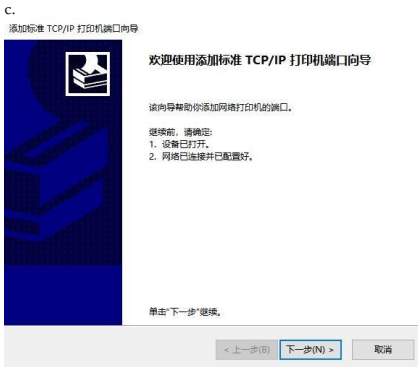 c.
添加标准 TCP/IP 打印机端口向导
欢迎使用添加标准 TCP/IP 打印机端口向导
该向导帮助你添加网络打印机的端口。
继续前，请确定:
1. 设备已打开。
2. 网络已连接并已配置好。
单击"下一步"继续。
< 上一步(B) 下一步(N) > 取消